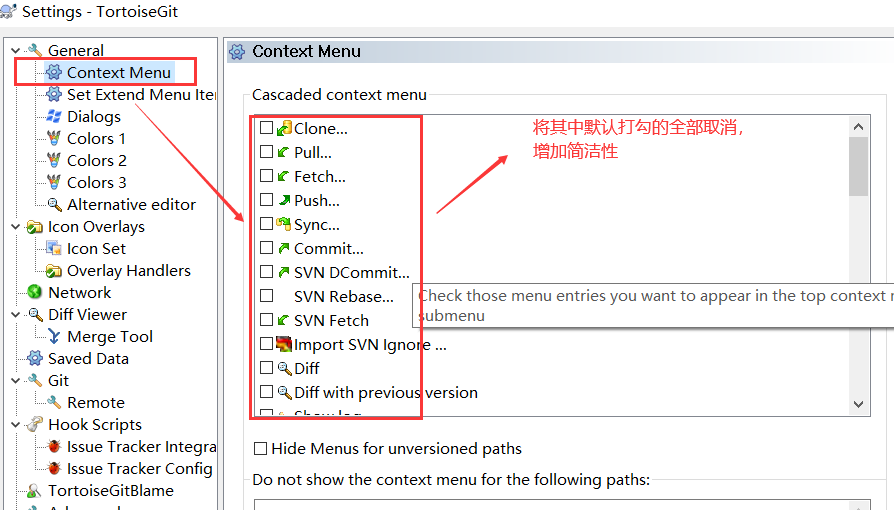 Settings - TortoiseGit
General
Context Menu
Set Extend Menu Iter
Dialogs
Colors 1
Colors 2
Colors 3
Alternative editor
Icon Overlays
Icon Set
Overlay Handlers
Network
Diff Viewer
Merge Tool
Saved Data
Git
Remote
Hook Scripts
Issue Tracker Integra
Issue Tracker Config
TortoiseGitBlame
Context Menu
Cascaded context menu
Clone...
Pull...
Fetch...
Push...
Sync...
Commit...
SVN DCommit...
SVN Rebase...
SVN Fetch
Import SVN Ignore ...
Diff
Diff with previous version
Show log
将其中默认打勾的全部取消，
增加简洁性
Check those menu entries you want to appear in the top context
submenu
Hide Menus for unversioned paths
Do not show the context menu for the following paths: